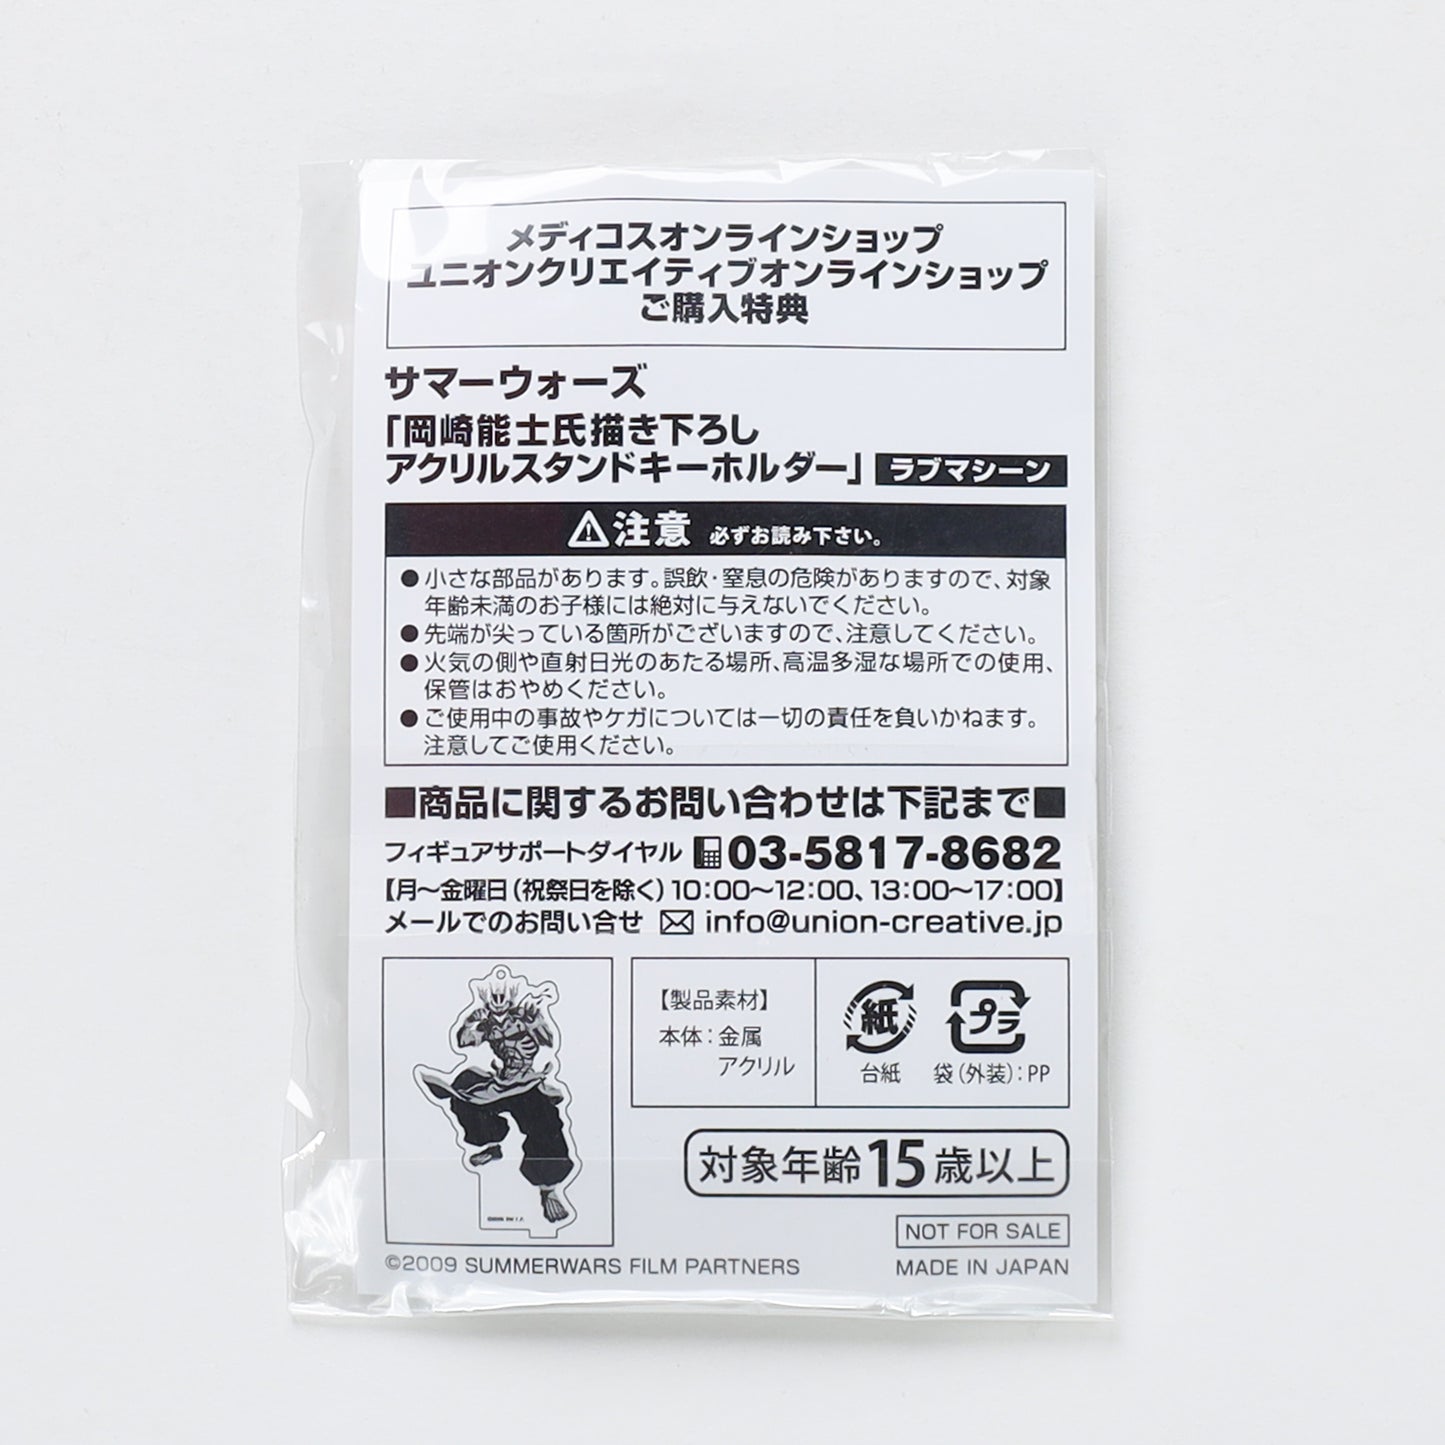 メディコスオンラインショップ
ユニオンクリエイティブオンラインショップ
ご購入特典
サマーウォーズ
「岡崎能士氏描き下ろし
アクリルスタンドキーホルダー」 ラブマシーン
注意 必ずお読み下さい。
●小さな部品があります。誤飲・窒息の危険がありますので、対象
年齢未満のお子様には絶対に与えないでください。
●先端が尖っている箇所がございますので、注意してください。
●火気の側や直射日光のあたる場所、高温多湿な場所での使用、
保管はおやめください。
●ご使用中の事故やケガについては一切の責任を負いかねます。
注意してご使用ください。
■商品に関するお問い合わせは下記まで■
フィギュアサポートダイヤル 03-5817-8682
【月〜金曜日（祝祭日を除く）10:00〜12:00、13:00〜17:00】
メールでのお問い合せ info@union-creative.jp
【製品素材】
本体：金属
アクリル
紙
台紙
プラ
袋（外装）：PP
対象年齢15歳以上
NOT FOR SALE
©2009 SUMMERWARS FILM PARTNERS
MADE IN JAPAN